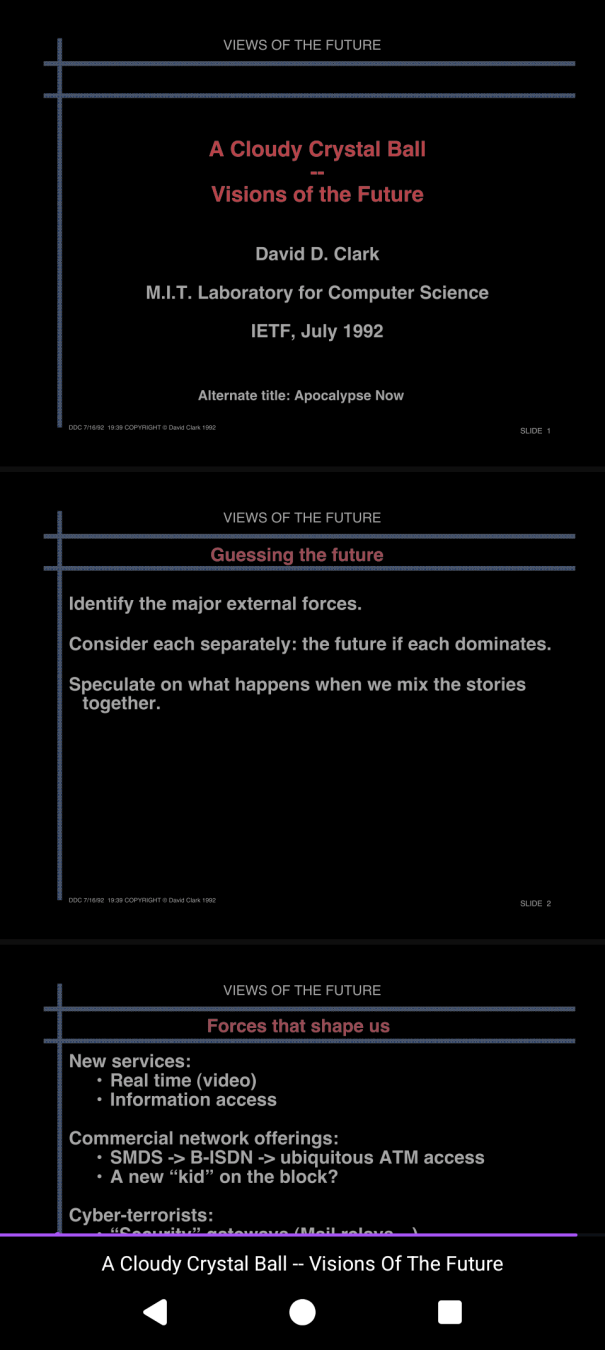 VIEWS OF THE FUTURE
A Cloudy Crystal Ball
--
Visions of the Future
David D. Clark
M.I.T. Laboratory for Computer Science
IETF, July 1992
Alternate title: Apocalypse Now
DDC 7/16/92 19:39 COPYRIGHT © David Clark 1992
SLIDE 1
VIEWS OF THE FUTURE
Guessing the future
Identify the major external forces.
Consider each separately: the future if each dominates.
Speculate on what happens when we mix the stories
together.
DDC 7/16/92 19:39 COPYRIGHT © David Clark 1992
SLIDE 2
VIEWS OF THE FUTURE
Forces that shape us
New services:
• Real time (video)
• Information access
Commercial network offerings:
• SMDS -> B-ISDN -> ubiquitous ATM access
• A new “kid” on the block?
Cyber-terrorists:
• “Security” gateways (Mail relays...)
A Cloudy Crystal Ball -- Visions Of The Future